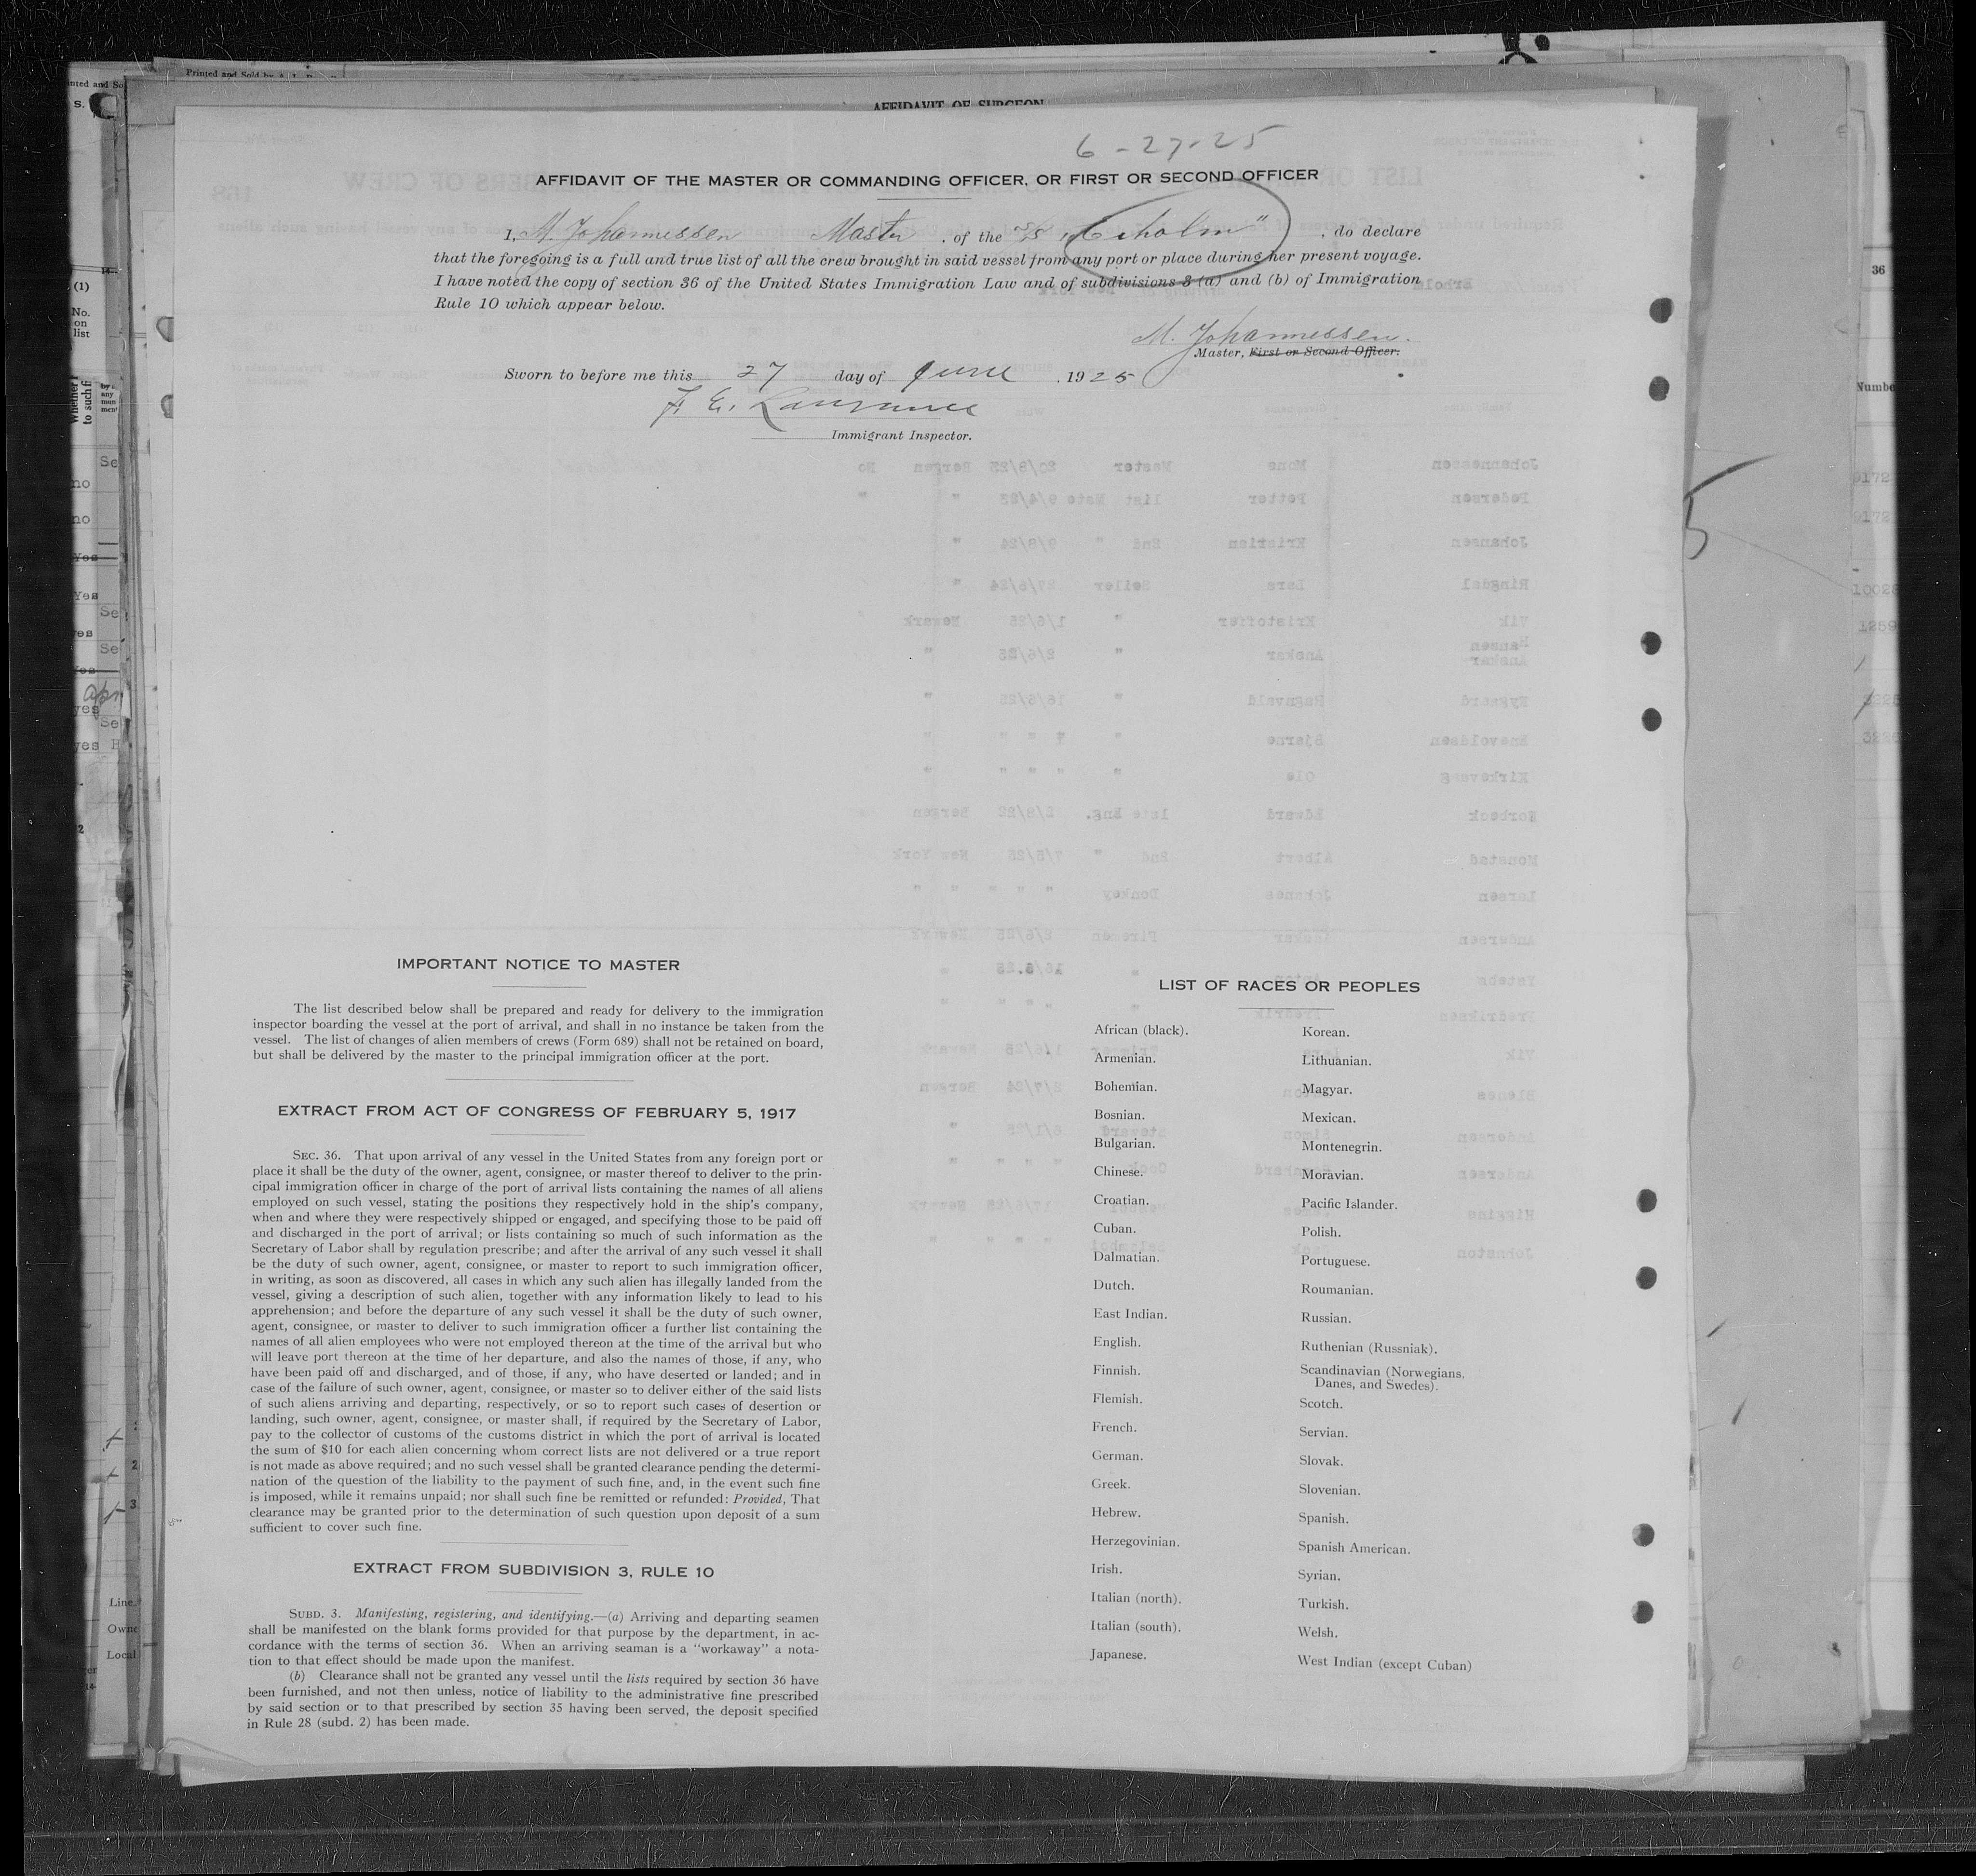 Printed and Sold by
AFFIDAVIT OF SURGEON
6-27-25
AFFIDAVIT OF THE MASTER OR COMMANDING OFFICER, OR FIRST OR SECOND OFFICER
I, M. Johannessen Master, of the S/S "Erholm", do declare
that the foregoing is a full and true list of all the crew brought in said vessel from any port or place during her present voyage.
I have noted the copy of section 36 of the United States Immigration Law and of subdivisions 3 (a) and (b) of Immigration
Rule 10 which appear below.
M. Johannessen.
Master, First or Second Officer.
Sworn to before me this 27 day of June, 1925
F. E. Lawrance
Immigrant Inspector.
IMPORTANT NOTICE TO MASTER
The list described below shall be prepared and ready for delivery to the immigration
inspector boarding the vessel at the port of arrival, and shall in no instance be taken from the
vessel. The list of changes of alien members of crews (Form 689) shall not be retained on board,
but shall be delivered by the master to the principal immigration officer at the port.
EXTRACT FROM ACT OF CONGRESS OF FEBRUARY 5, 1917
SEC. 36. That upon arrival of any vessel in the United States from any foreign port or
place it shall be the duty of the owner, agent, consignee, or master thereof to deliver to the prin-
cipal immigration officer in charge of the port of arrival lists containing the names of all aliens
employed on such vessel, stating the positions they respectively hold in the ship's company,
when and where they were respectively shipped or engaged, and specifying those to be paid off
and discharged in the port of arrival; or lists containing so much of such information as the
Secretary of Labor shall by regulation prescribe; and after the arrival of any such vessel it shall
be the duty of such owner, agent, consignee, or master to report to such immigration officer,
in writing, as soon as discovered, all cases in which any such alien has illegally landed from the
vessel, giving a description of such alien, together with any information likely to lead to his
apprehension; and before the departure of any such vessel it shall be the duty of such owner,
agent, consignee, or master to deliver to such immigration officer a further list containing the
names of all alien employees who were not employed thereon at the time of the arrival but who
will leave port thereon at the time of her departure, and also the names of those, if any, who
have been paid off and discharged, and of those, if any, who have deserted or landed; and in
case of the failure of such owner, agent, consignee, or master so to deliver either of the said lists
of such aliens arriving and departing, respectively, or so to report such cases of desertion or
landing, such owner, agent, consignee, or master shall, if required by the Secretary of Labor,
pay to the collector of customs of the customs district in which the port of arrival is located
the sum of $10 for each alien concerning whom correct lists are not delivered or a true report
is not made as above required; and no such vessel shall be granted clearance pending the determi-
nation of the question of the liability to the payment of such fine, and, in the event such fine
is imposed, while it remains unpaid; nor shall such fine be remitted or refunded: Provided, That
clearance may be granted prior to the determination of such question upon deposit of a sum
sufficient to cover such fine.
EXTRACT FROM SUBDIVISION 3, RULE 10
SUBD. 3. Manifesting, registering, and identifying.—(a) Arriving and departing seamen
shall be manifested on the blank forms provided for that purpose by the department, in ac-
cordance with the terms of section 36. When an arriving seaman is a "workaway" a nota-
tion to that effect should be made upon the manifest.
(b) Clearance shall not be granted any vessel until the lists required by section 36 have
been furnished, and not then unless, notice of liability to the administrative fine prescribed
by said section or to that prescribed by section 35 having been served, the deposit specified
in Rule 28 (subd. 2) has been made.
LIST OF RACES OR PEOPLES
African (black).
Armenian.
Bohemian.
Bosnian.
Bulgarian.
Chinese.
Croatian.
Cuban.
Dalmatian.
Dutch.
East Indian.
English.
Finnish.
Flemish.
French.
German.
Greek.
Hebrew.
Herzegovinian.
Irish.
Italian (north).
Italian (south).
Japanese.
Korean.
Lithuanian.
Magyar.
Mexican.
Montenegrin.
Moravian.
Pacific Islander.
Polish.
Portuguese.
Roumanian.
Russian.
Ruthenian (Russniak).
Scandinavian (Norwegians,
Danes, and Swedes).
Scotch.
Servian.
Slovak.
Slovenian.
Spanish.
Spanish American.
Syrian.
Turkish.
Welsh.
West Indian (except Cuban)